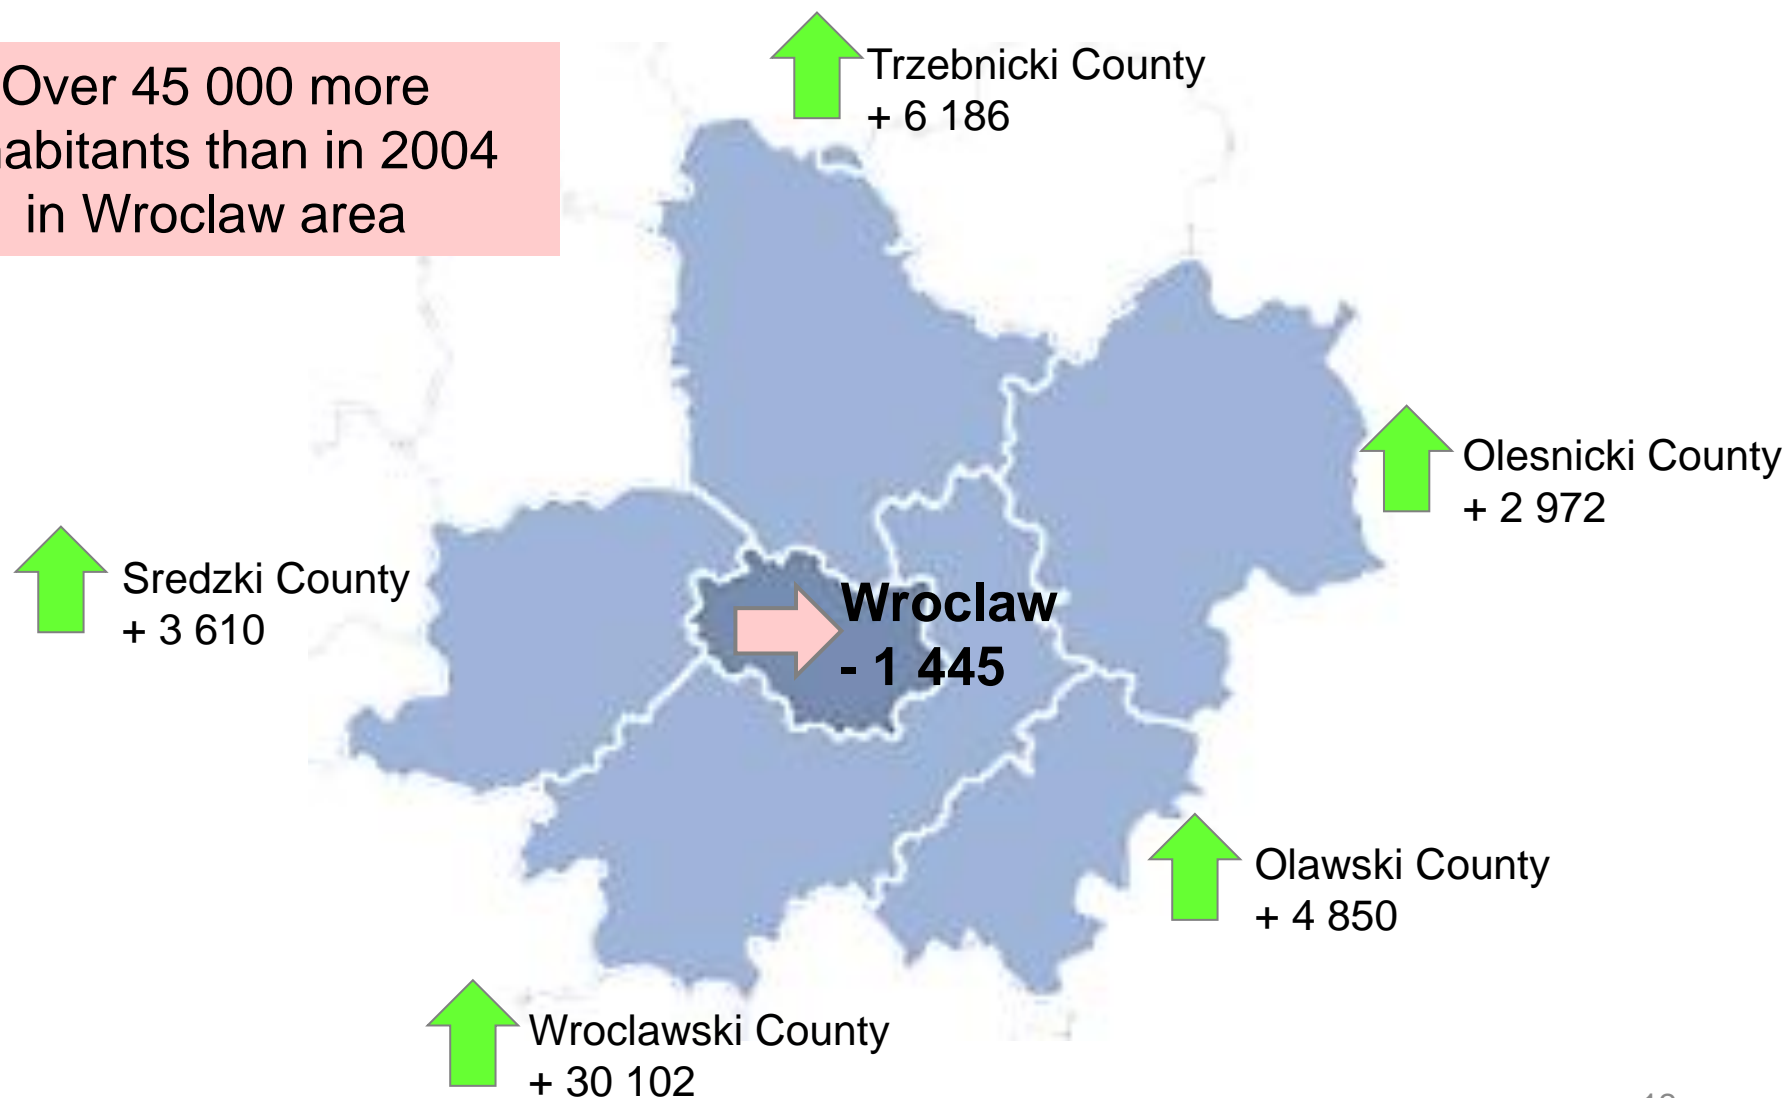 Over 45 000 more
habitants than in 2004
in Wroclaw area
Trzebnicki County
+ 6 186
Olesnicki County
+ 2 972
Sredzki County
+ 3 610
Wroclaw
- 1 445
Olawski County
+ 4 850
Wroclawski County
+ 30 102